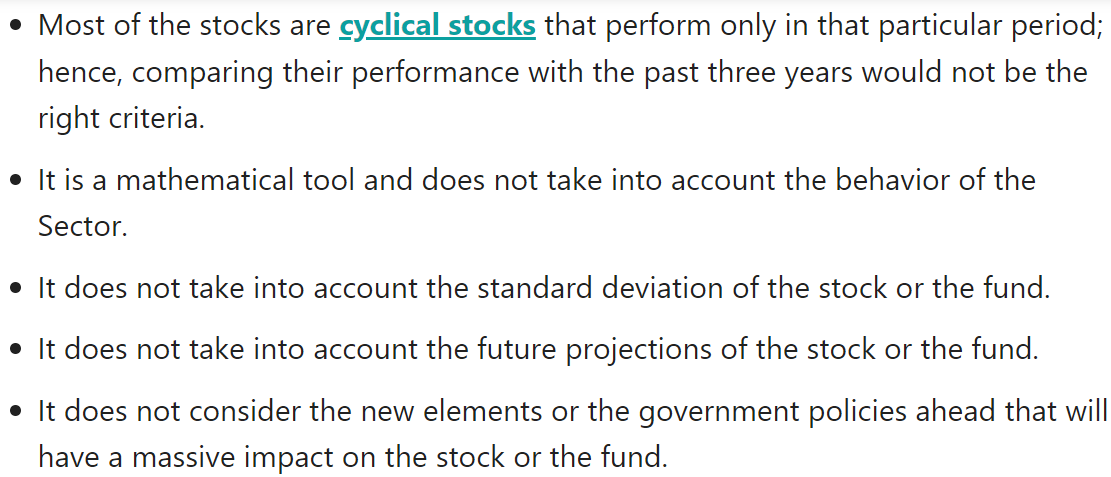 • Most of the stocks are cyclical stocks that perform only in that particular period;
hence, comparing their performance with the past three years would not be the
right criteria.
• It is a mathematical tool and does not take into account the behavior of the
Sector.
• It does not take into account the standard deviation of the stock or the fund.
• It does not take into account the future projections of the stock or the fund.
• It does not consider the new elements or the government policies ahead that will
have a massive impact on the stock or the fund.